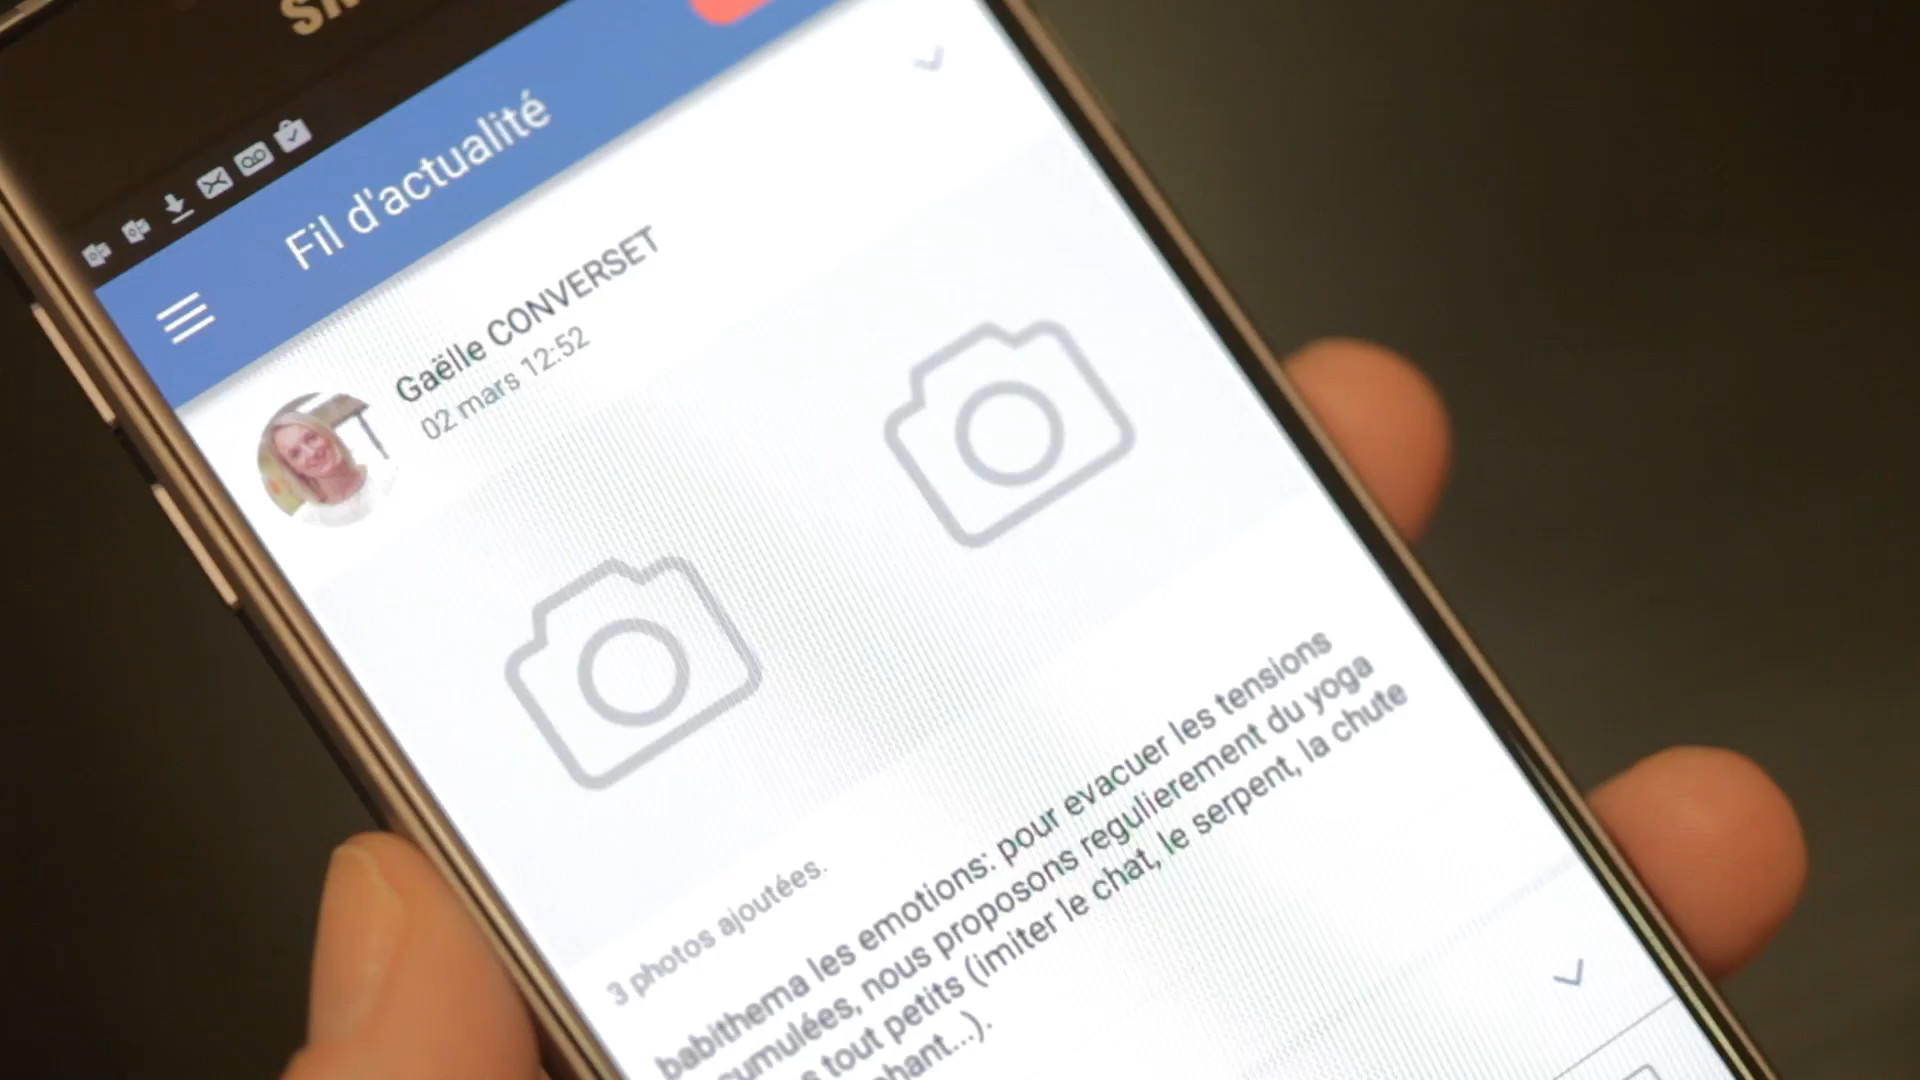 Fil d'actualité
Gaëlle CONVERSET
02 mars 12:52
3 photos ajoutées.
babithema les emotions: pour evacuer les tensions
nous proposons regulierement du yoga
tout petits (imiter le chat, le serpent, la chute